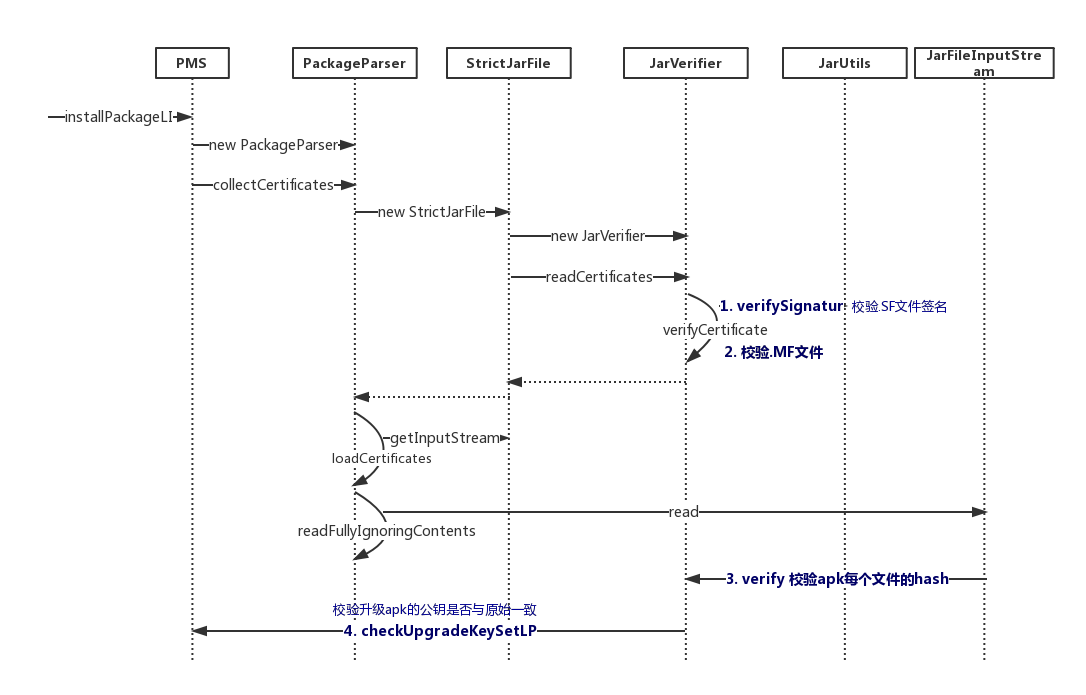 PMS
PackageParser
StrictJarFile
JarVerifier
JarUtils
JarFileInputStre
am
installPackageLI
new PackageParser
collectCertificates
new StrictJarFile
new JarVerifier
readCertificates
1. verifySignatur 校验.SF文件签名
verifyCertificate
2. 校验.MF文件
getInputStream
loadCertificates
read
readFullyIgnoringContents
3. verify 校验apk每个文件的hash
校验升级apk的公钥是否与原始一致
4. checkUpgradeKeySetLP